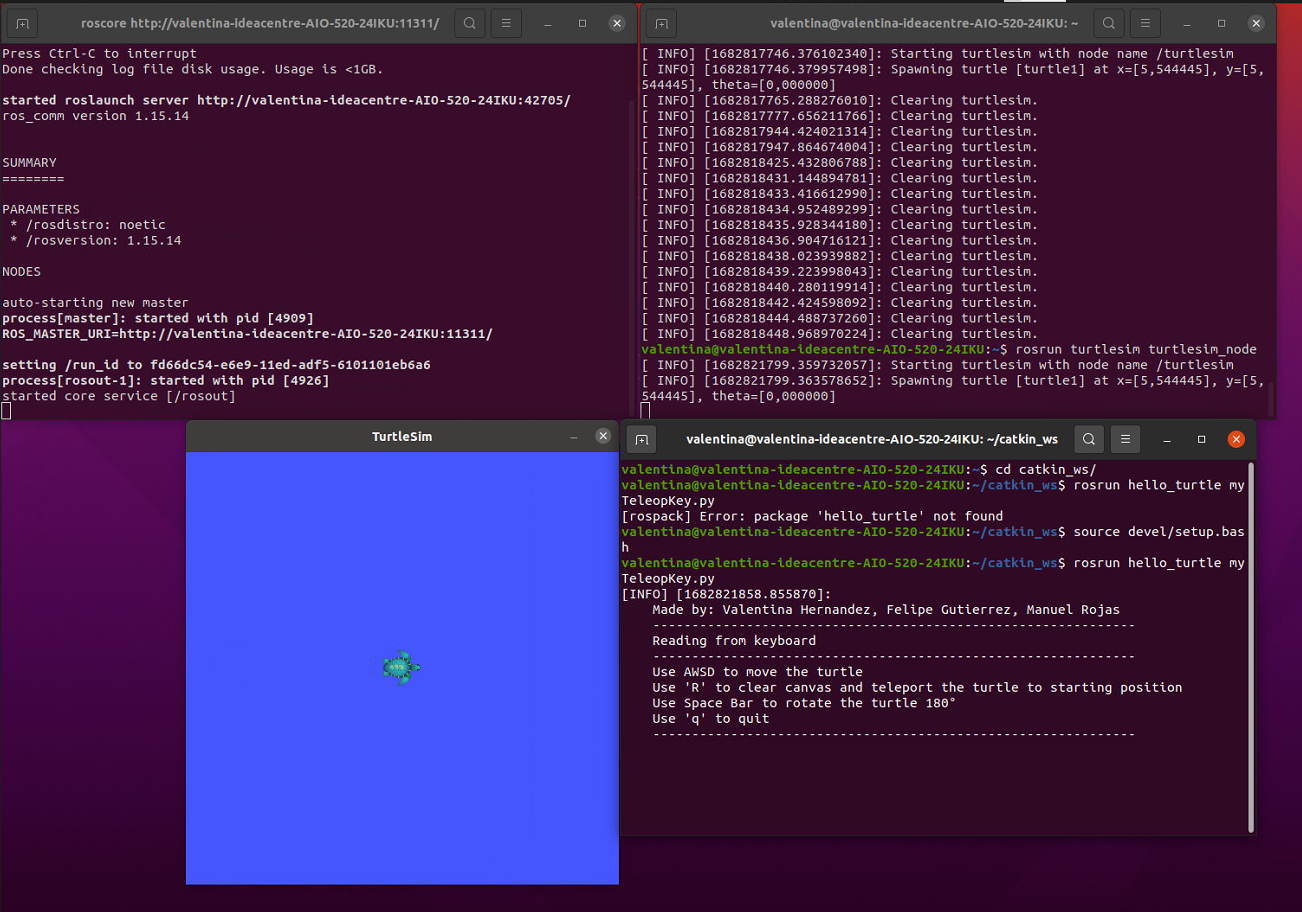 roscore http://valentina-ideacentre-AIO-520-24IKU:11311/
Press Ctrl-C to interrupt
Done checking log file disk usage. Usage is <1GB.
started roslaunch server http://valentina-ideacentre-AIO-520-24IKU:42705/
ros_comm version 1.15.14
SUMMARY
========
PARAMETERS
* /rosdistro: noetic
* /rosversion: 1.15.14
NODES
auto-starting new master
process[master]: started with pid [4909]
ROS_MASTER_URI=http://valentina-ideacentre-AIO-520-24IKU:11311/
setting /run_id to fd66dc54-e6e9-11ed-adf5-6101101eb6a6
process[rosout-1]: started with pid [4926]
started core service [/rosout]
valentina@valentina-ideacentre-AIO-520-24IKU: ~
[ INFO] [1682817746.376102340]: Starting turtlesim with node name /turtlesim
[ INFO] [1682817746.379957498]: Spawning turtle [turtle1] at x=[5,544445], y=[5,
544445], theta=[0,000000]
[ INFO] [1682817765.288276010]: Clearing turtlesim.
[ INFO] [1682817777.656211766]: Clearing turtlesim.
[ INFO] [1682817944.424021314]: Clearing turtlesim.
[ INFO] [1682817947.864674004]: Clearing turtlesim.
[ INFO] [1682818425.432806788]: Clearing turtlesim.
[ INFO] [1682818431.144894781]: Clearing turtlesim.
[ INFO] [1682818433.416612990]: Clearing turtlesim.
[ INFO] [1682818434.952489299]: Clearing turtlesim.
[ INFO] [1682818435.928344180]: Clearing turtlesim.
[ INFO] [1682818436.904716121]: Clearing turtlesim.
[ INFO] [1682818438.023939882]: Clearing turtlesim.
[ INFO] [1682818439.223998043]: Clearing turtlesim.
[ INFO] [1682818440.280119914]: Clearing turtlesim.
[ INFO] [1682818442.424598092]: Clearing turtlesim.
[ INFO] [1682818444.488737260]: Clearing turtlesim.
[ INFO] [1682818448.968970224]: Clearing turtlesim.
valentina@valentina-ideacentre-AIO-520-24IKU:~$ rosrun turtlesim turtlesim_node
[ INFO] [1682821799.359732057]: Starting turtlesim with node name /turtlesim
[ INFO] [1682821799.363578652]: Spawning turtle [turtle1] at x=[5,544445], y=[5,
544445], theta=[0,000000]
TurtleSim
valentina@valentina-ideacentre-AIO-520-24IKU: ~/catkin_ws
valentina@valentina-ideacentre-AIO-520-24IKU:~$ cd catkin_ws/
valentina@valentina-ideacentre-AIO-520-24IKU:~/catkin_ws$ rosrun hello_turtle my
TeleopKey.py
[rospack] Error: package 'hello_turtle' not found
valentina@valentina-ideacentre-AIO-520-24IKU:~/catkin_ws$ source devel/setup.bas
h
valentina@valentina-ideacentre-AIO-520-24IKU:~/catkin_ws$ rosrun hello_turtle my
TeleopKey.py
[INFO] [1682821858.855870]:
Made by: Valentina Hernandez, Felipe Gutierrez, Manuel Rojas
--------------------------------------------------------------
Reading from keyboard
--------------------------------------------------------------
Use AWSD to move the turtle
Use 'R' to clear canvas and teleport the turtle to starting position
Use Space Bar to rotate the turtle 180°
Use 'q' to quit
--------------------------------------------------------------